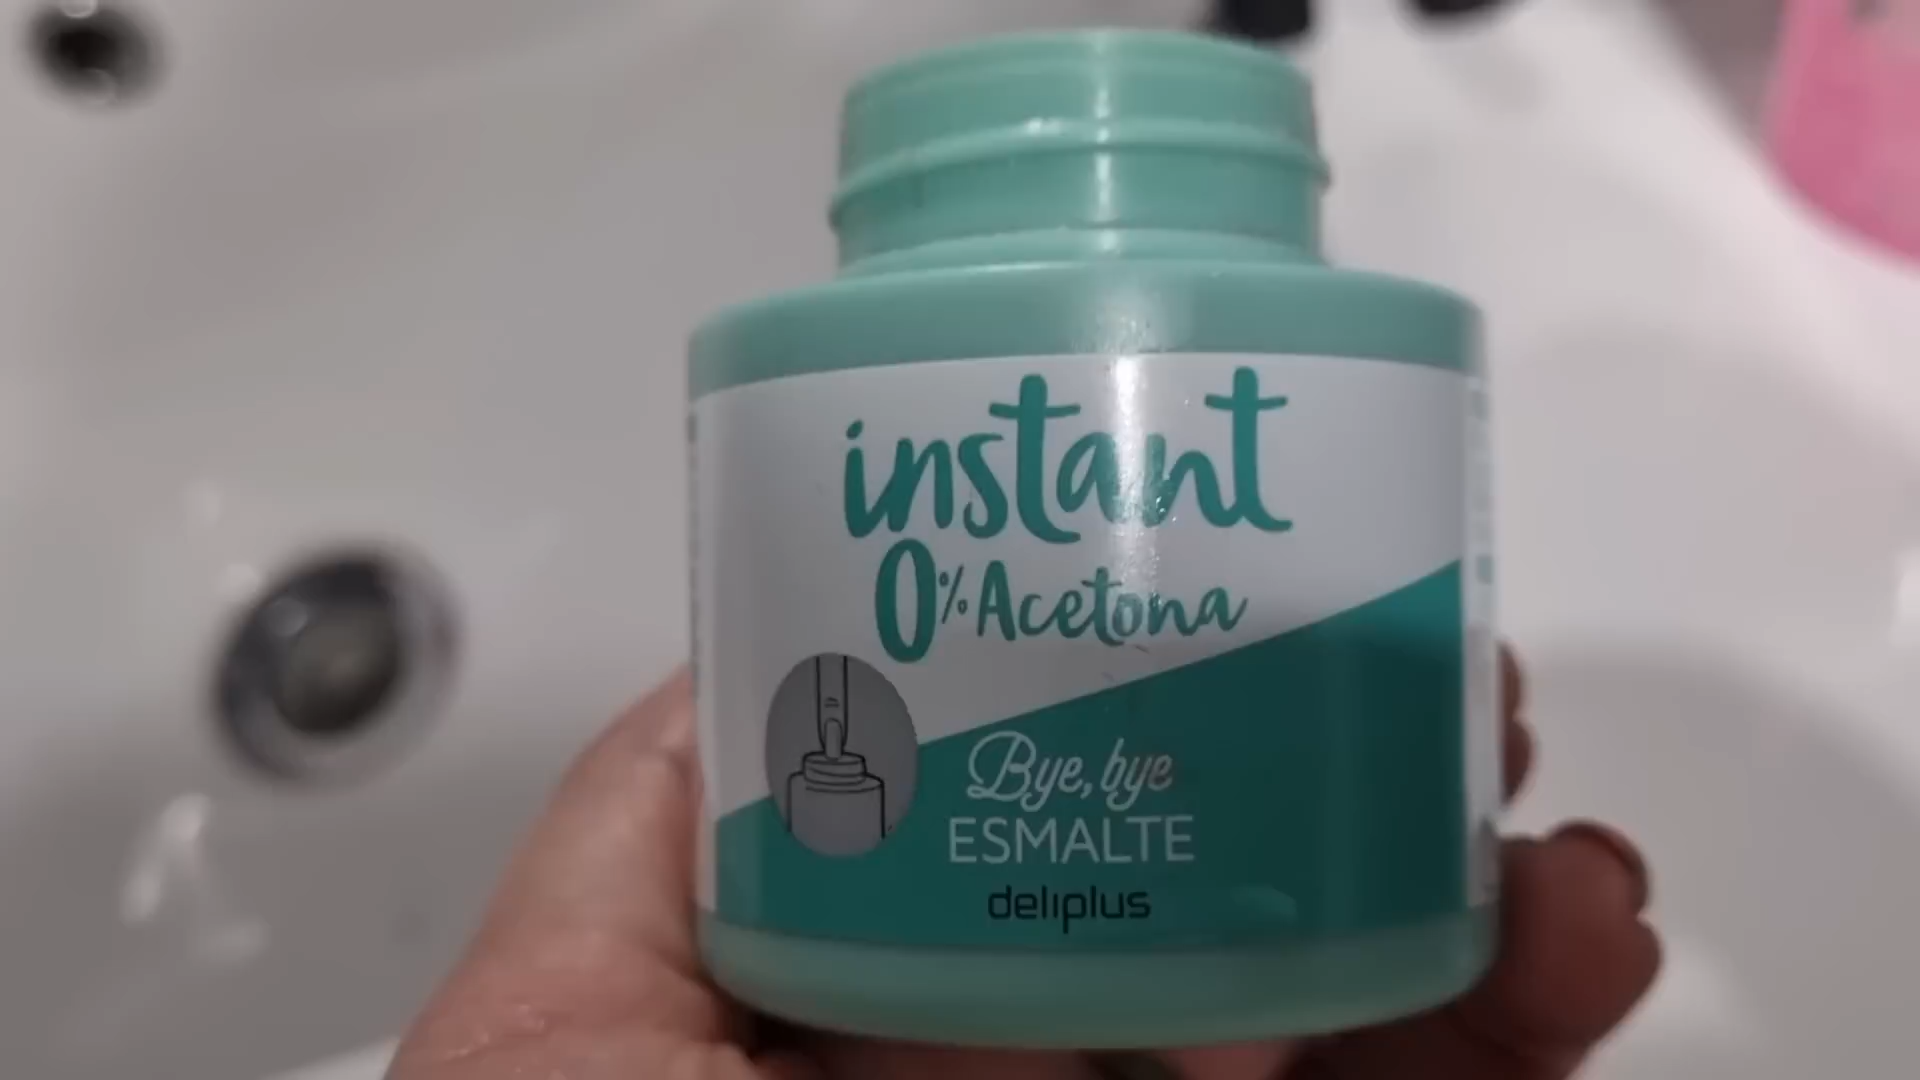 instant
0% Acetona
Bye, bye
ESMALTE
deliplus